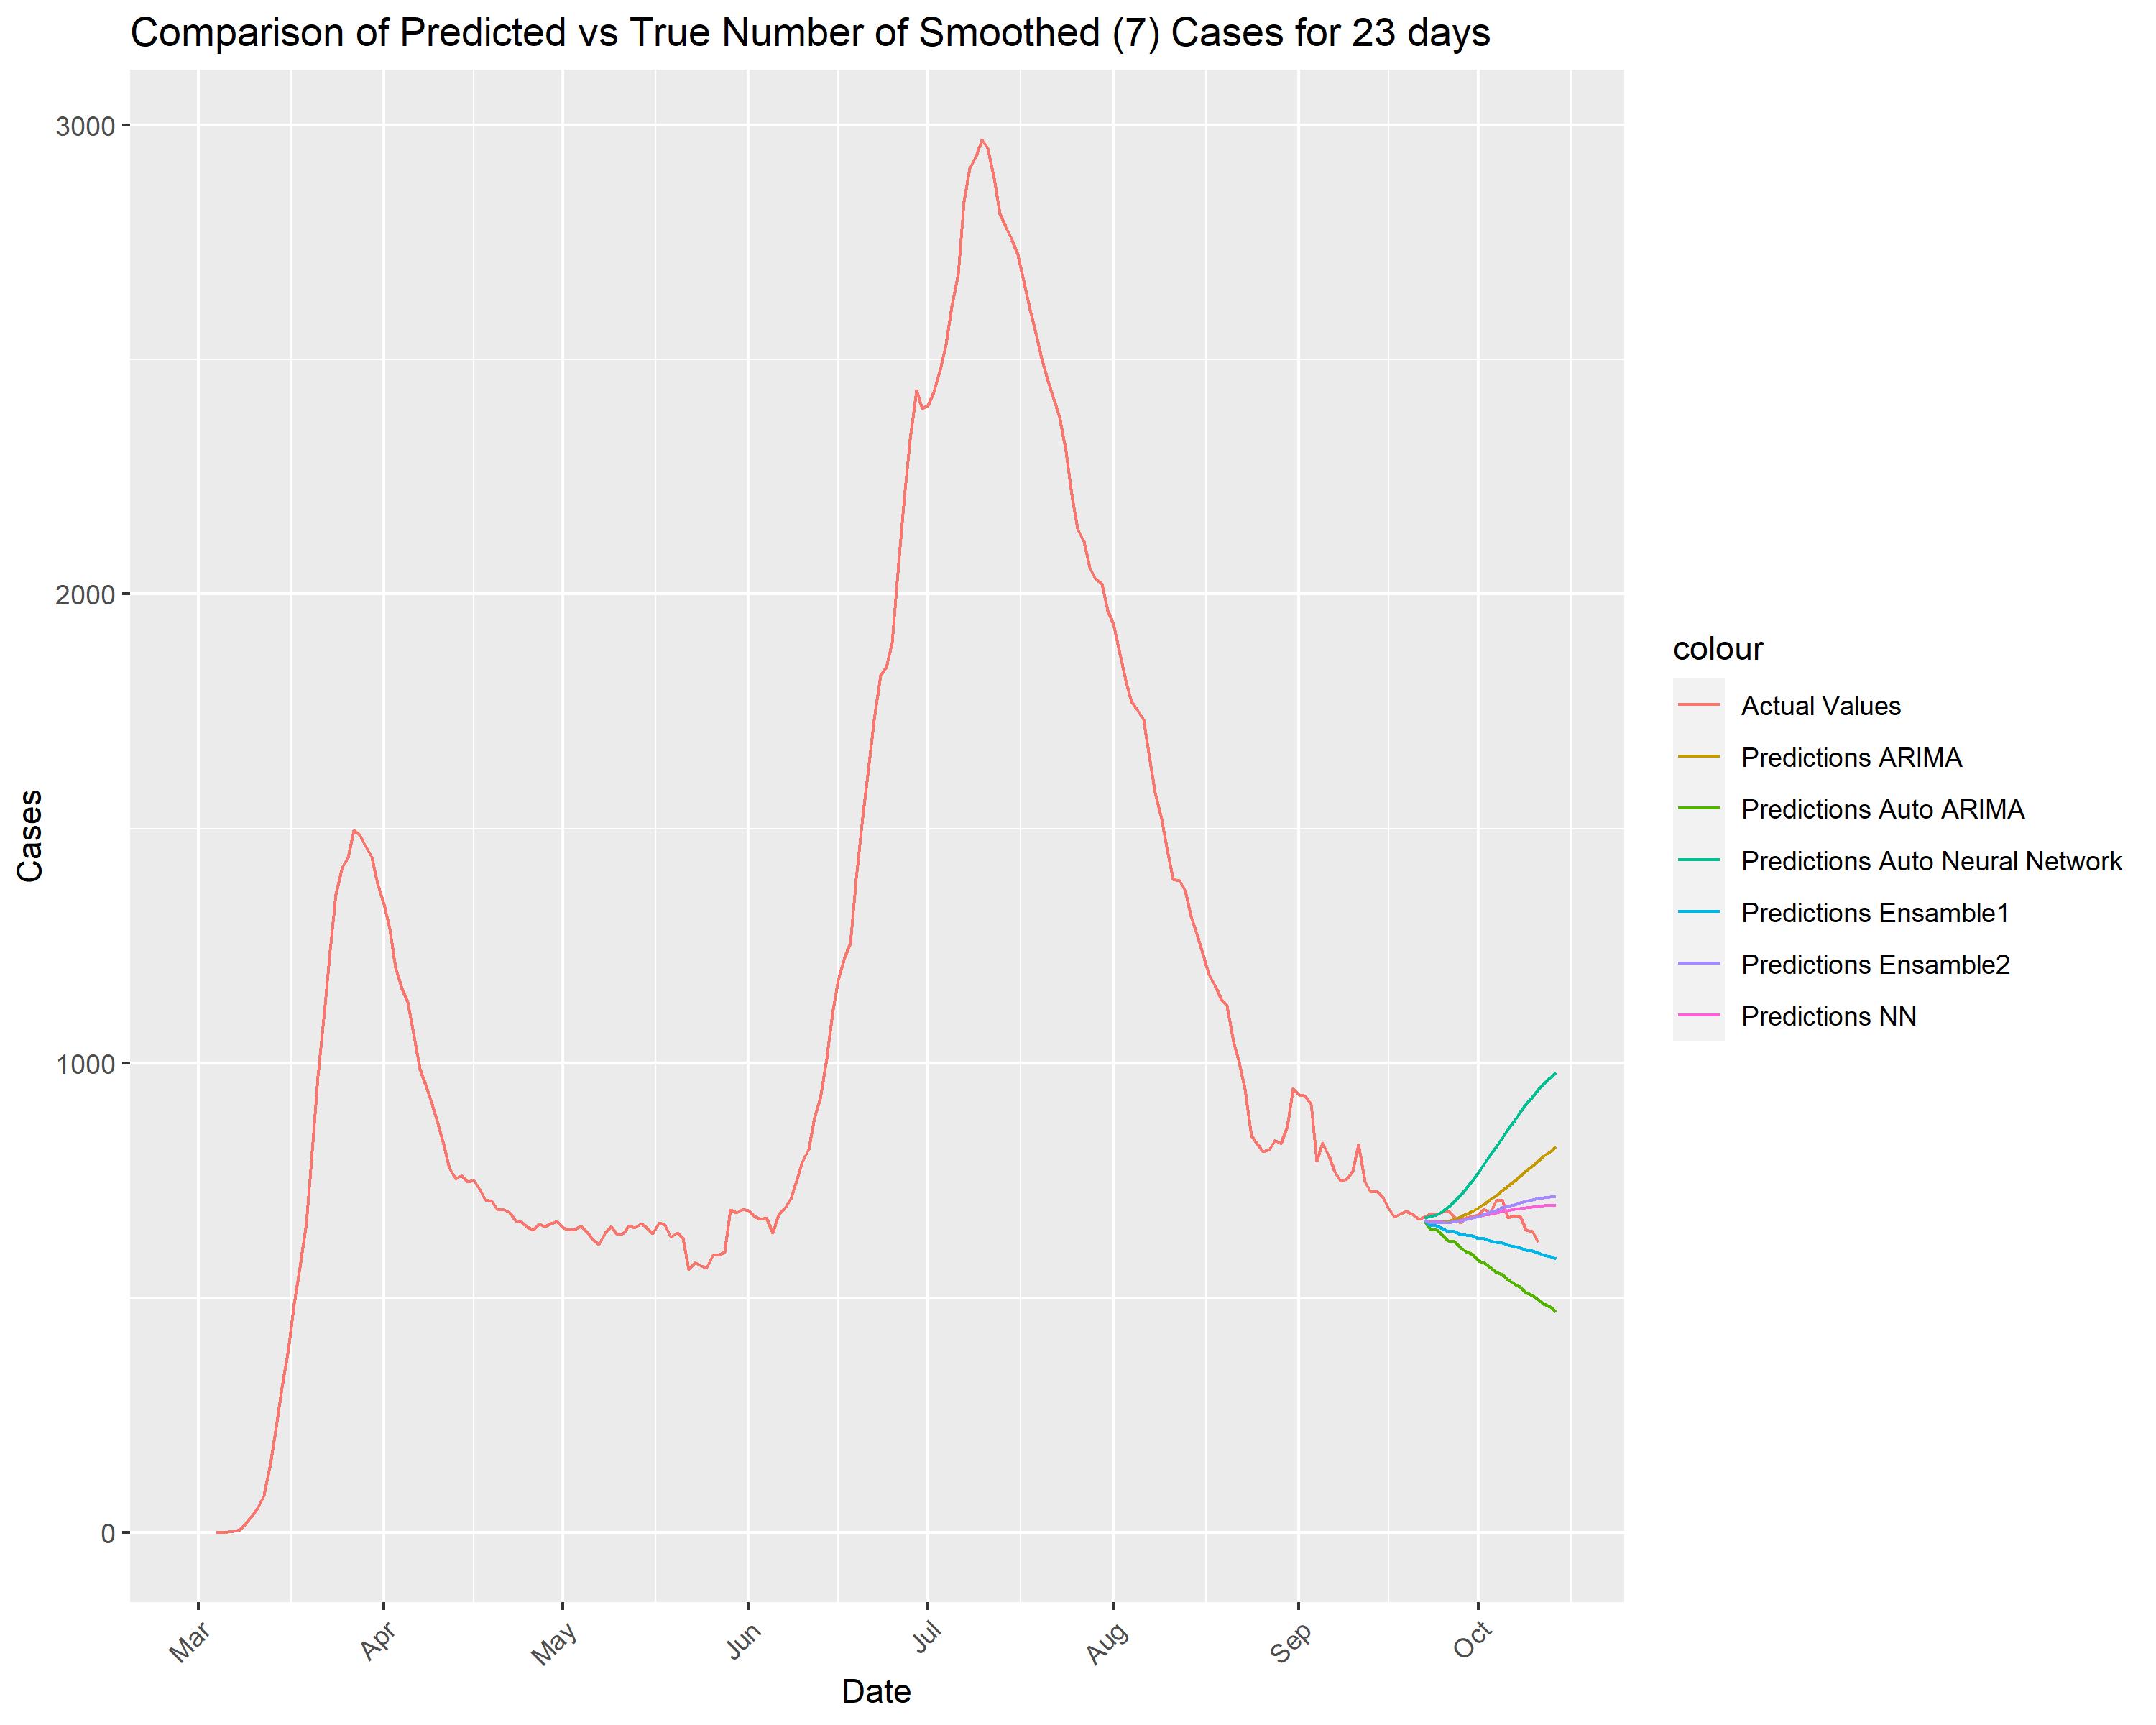 Comparison of Predicted vs True Number of Smoothed (7) Cases for 23 days
3000
2000
1000
0
Cases
Mar
Apr
May
Jun
Jul
Aug
Sep
Oct
Date
colour
Actual Values
Predictions ARIMA
Predictions Auto ARIMA
Predictions Auto Neural Network
Predictions Ensamble1
Predictions Ensamble2
Predictions NN